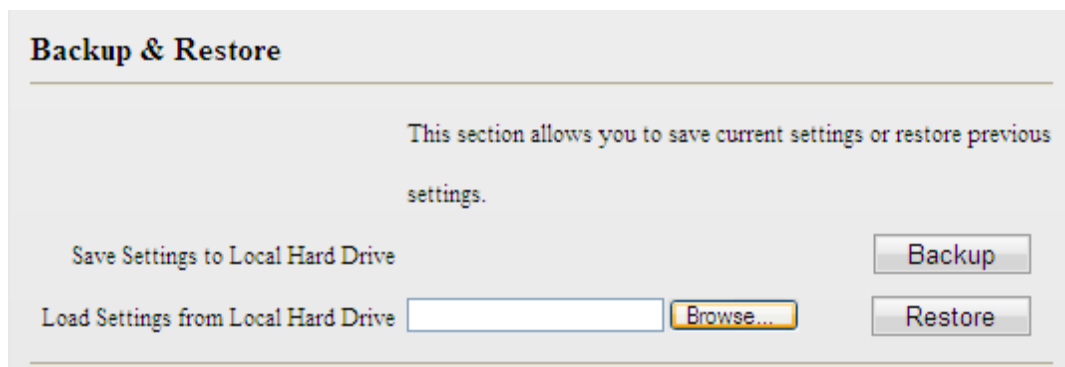 Backup & Restore
This section allows you to save current settings or restore previous
settings.
Save Settings to Local Hard Drive Backup
Load Settings from Local Hard Drive Browse... Restore